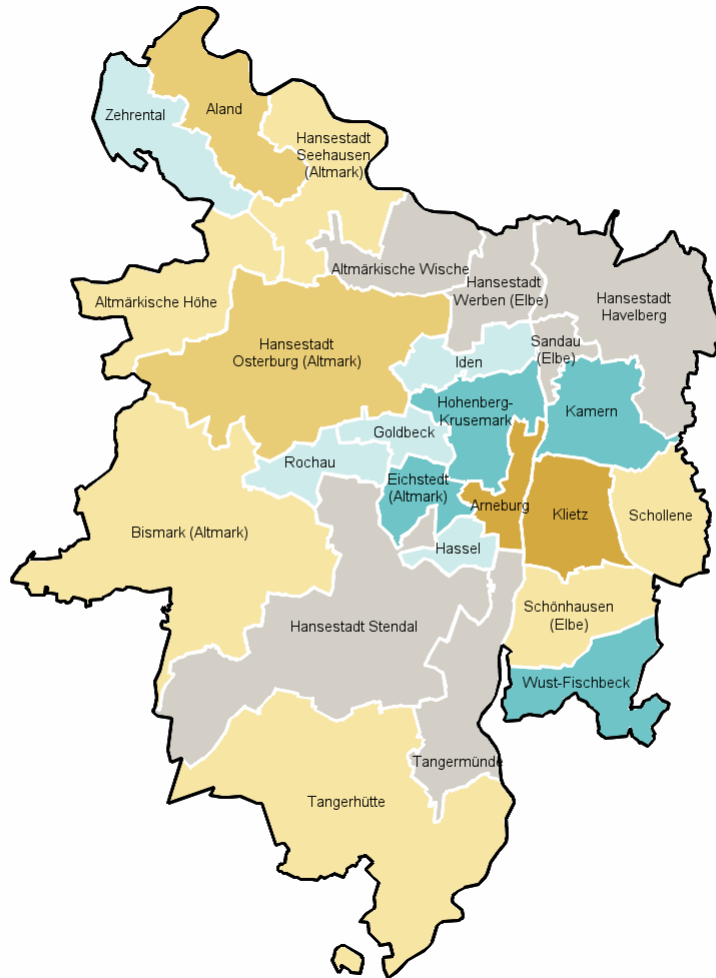 Aland
Zehrental
Hansestadt
Seehausen
(Altmark)
Altmärkische Wische
Hansestadt
Werben (Elbe)
Hansestadt
Havelberg
Altmärkische Höhe
Hansestadt
Osterburg (Altmark)
Iden
Sandau
(Elbe)
Hohenberg-
Krusemark
Kamern
Goldbeck
Rochau
Eichstedt
(Altmark)
Arneburg
Klietz
Schollene
Bismark (Altmark)
Hassel
Schönhausen
(Elbe)
Hansestadt Stendal
Wust-Fischbeck
Tangermünde
Tangerhütte